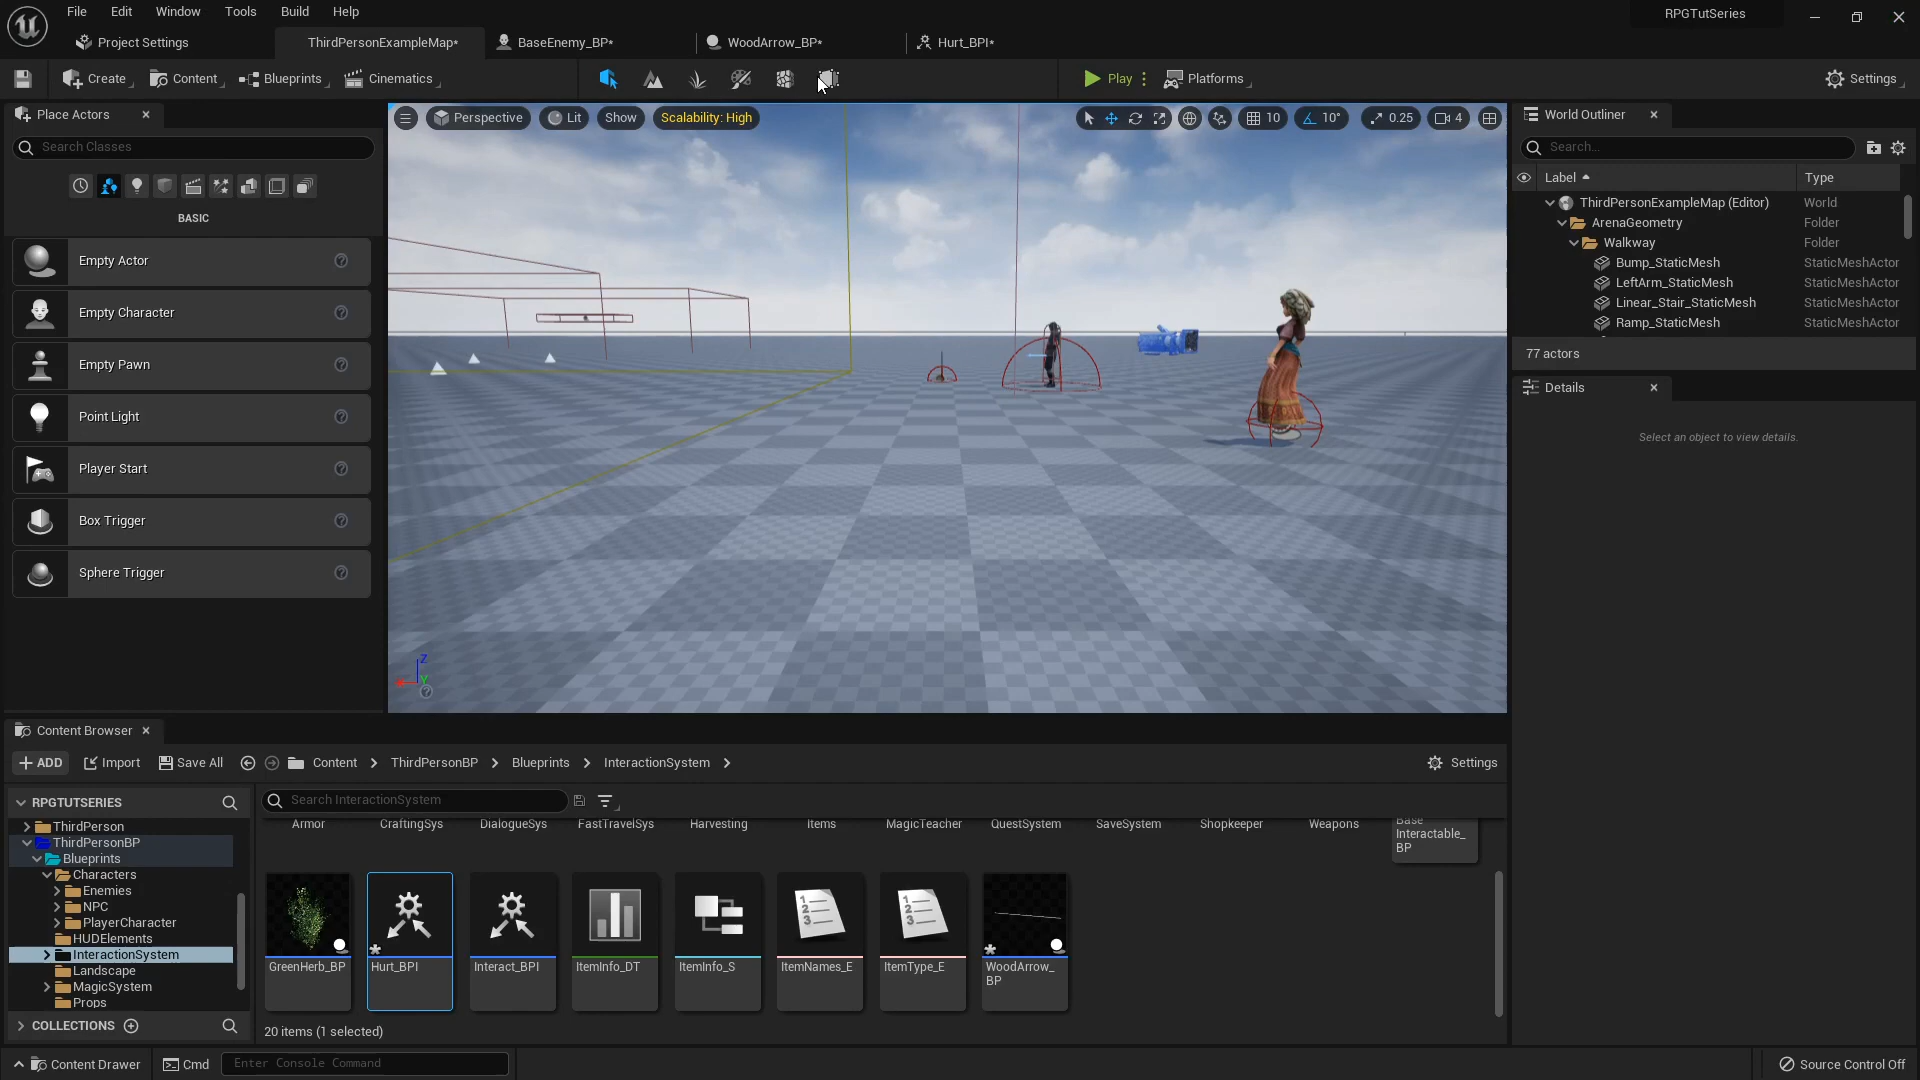 File Edit Window Tools Build Help
RPGTutSeries
Project Settings
ThirdPersonExampleMap*
BaseEnemy_BP*
WoodArrow_BP*
Hurt_BPI*
Create
Content
Blueprints
Cinematics
Play
Platforms
Settings
Place Actors
Search Classes
BASIC
Empty Actor
Empty Character
Empty Pawn
Point Light
Player Start
Box Trigger
Sphere Trigger
Perspective
Lit
Show
Scalability: High
10
10°
0.25
4
Z
Y
World Outliner
Search...
Label
Type
ThirdPersonExampleMap (Editor) World
ArenaGeometry Folder
Walkway Folder
Bump_StaticMesh StaticMeshActor
LeftArm_StaticMesh StaticMeshActor
Linear_Stair_StaticMesh StaticMeshActor
Ramp_StaticMesh StaticMeshActor
77 actors
Details
Select an object to view details.
Content Browser
ADD
Import
Save All
Content
ThirdPersonBP
Blueprints
InteractionSystem
Settings
RPGTUTSERIES
Search InteractionSystem
ThirdPerson
ThirdPersonBP
Blueprints
Characters
Enemies
NPC
PlayerCharacter
HUDElements
InteractionSystem
Landscape
MagicSystem
Props
COLLECTIONS
Armor
CraftingSys
DialogueSys
FastTravelSys
Harvesting
Items
MagicTeacher
QuestSystem
SaveSystem
Shopkeeper
Weapons
Base
Interactable_
BP
GreenHerb_BP
Hurt_BPI
Interact_BPI
ItemInfo_DT
ItemInfo_S
ItemNames_E
ItemType_E
WoodArrow_
BP
20 items (1 selected)
Content Drawer
Cmd
Enter Console Command
Source Control Off